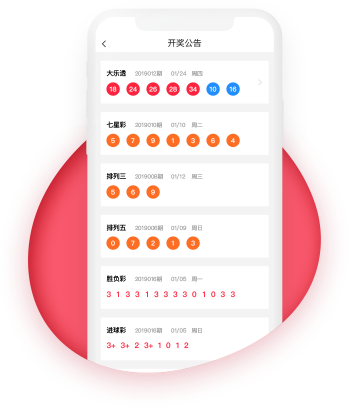 开奖公告
大乐透 2019012期 01/24 周四
18 24 26 28 34 10 16
七星彩 2019010期 01/10 周二
5 7 9 1 3 6 4
排列三 2019008期 01/12 周三
5 6 9
排列五 2019008期 01/09 周日
0 7 2 1 3
胜负彩 2019016期 01/05 周一
3 1 3 3 1 3 3 3 3 0 1 0 3 3
进球彩 2019016期 01/05 周日
3+ 3+ 2 3+ 1 0 1 2